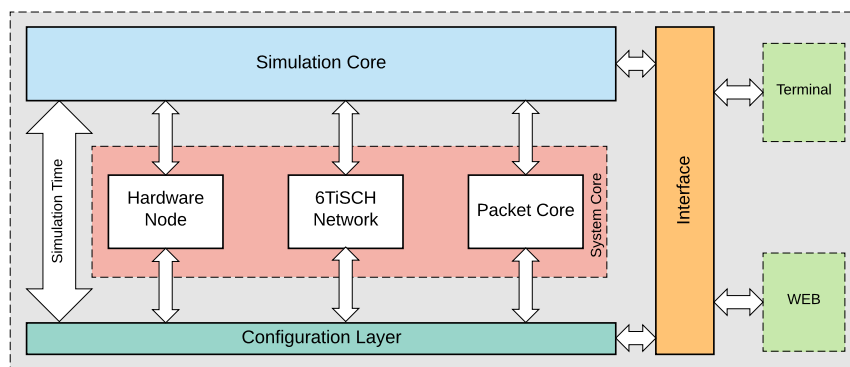 Simulation Core
Terminal
Simulation Time
Hardware
Node
6TiSCH
Network
Packet Core
System Core
Interface
WEB
Configuration Layer